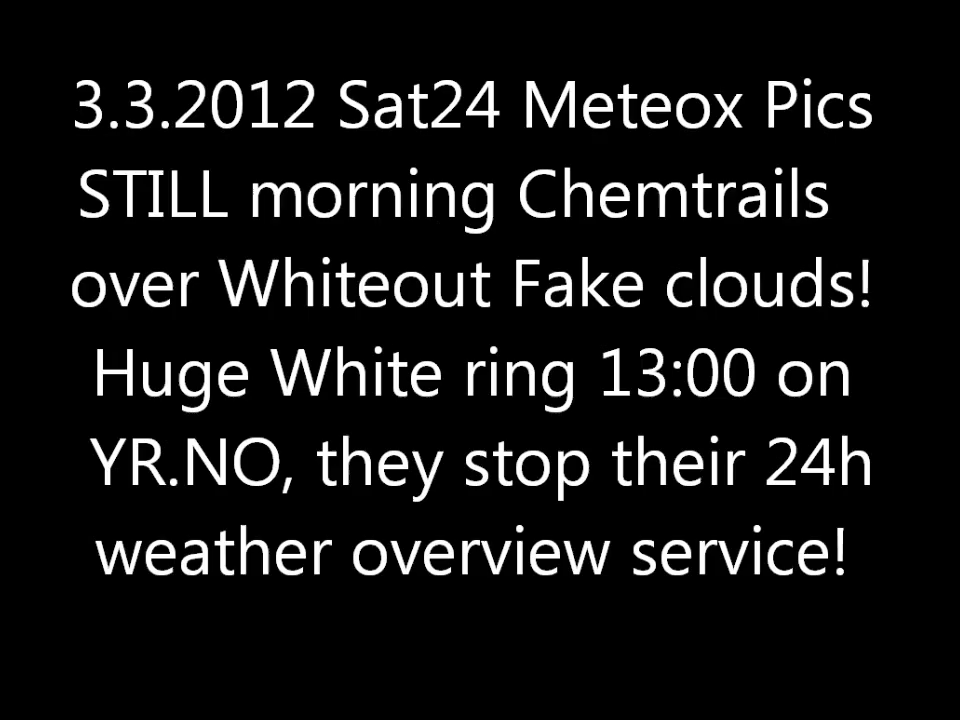 3.3.2012 Sat24 Meteox Pics
STILL morning Chemtrails
over Whiteout Fake clouds!
Huge White ring 13:00 on
YR.NO, they stop their 24h
weather overview service!